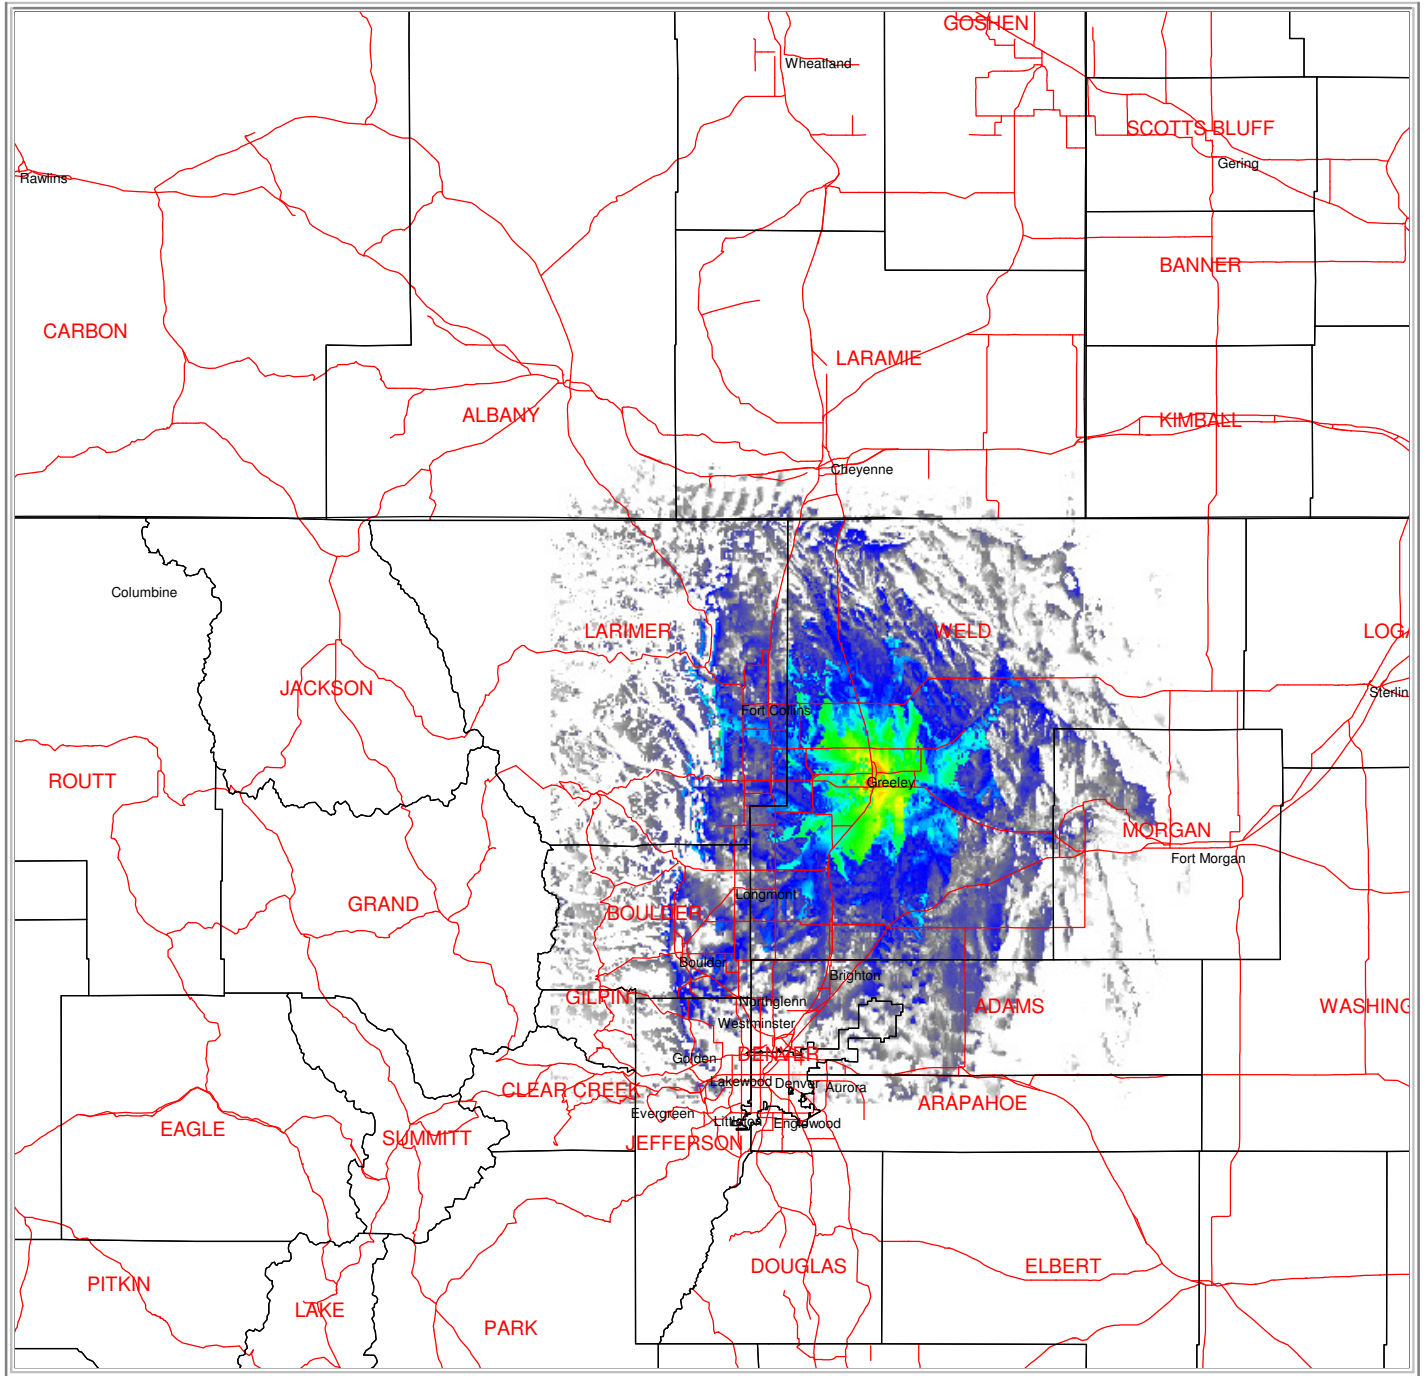 GOSHEN
Wheatland
SCOTTS BLUFF
Gering
Rawlins
BANNER
CARBON
LARAMIE
ALBANY
KIMBALL
Cheyenne
Columbine
LARIMER
WELD
LOGA
JACKSON
Sterlin
Fort Collins
ROUTT
Greeley
MORGAN
Fort Morgan
Longmont
GRAND
BOULDER
Boulder
Brighton
GILPIN
Northglenn
ADAMS
WASHING
Westminster
DENVER
Golden
Lakewood
Denver
Aurora
CLEAR CREEK
ARAPAHOE
Evergreen
Littleton
Englewood
EAGLE
SUMMITT
JEFFERSON
DOUGLAS
ELBERT
PITKIN
LAKE
PARK